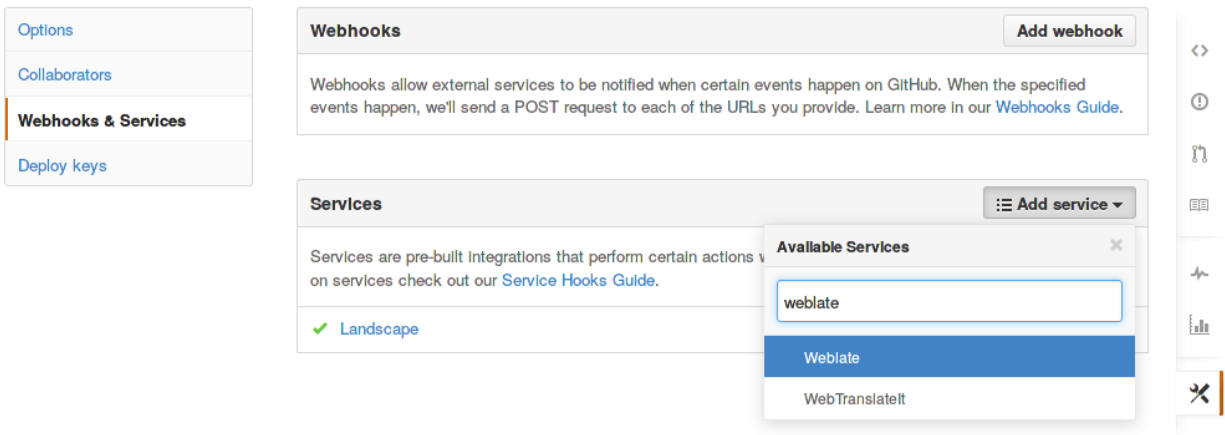 Options
Collaborators
Webhooks & Services
Deploy keys
Webhooks
Add webhook
Webhooks allow external services to be notified when certain events happen on GitHub. When the specified
events happen, we'll send a POST request to each of the URLs you provide. Learn more in our Webhooks Guide.
Services
Add service
Services are pre-built integrations that perform certain actions
on services check out our Service Hooks Guide.
Landscape
Available Services
weblate
Weblate
WebTranslateIt